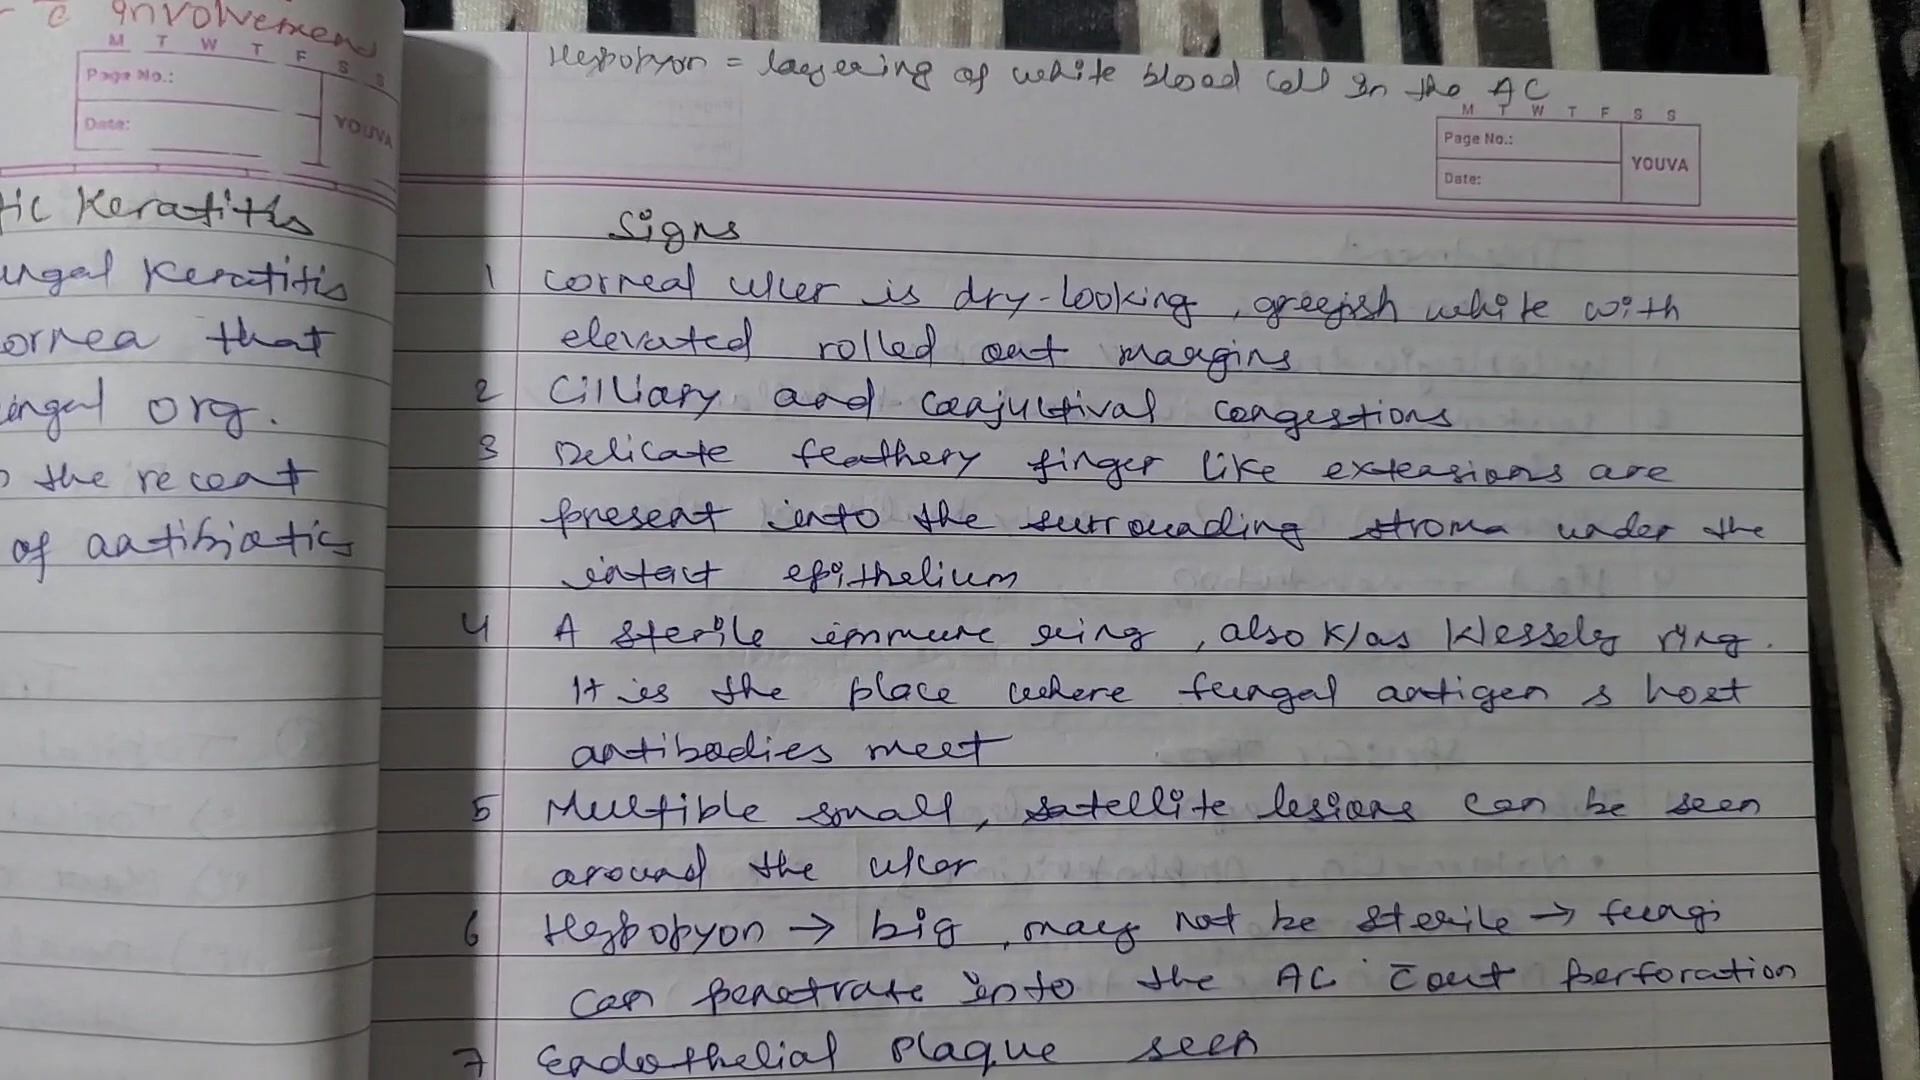 c involvemen
M T W T F S S
Page No.:
Date:
YOUVA
tic Keratitis
ungal Keratitis
ornea that
ungal org.
the recent
of antibiotics
Hypopyon = layering of white blood cell in the AC
M T W T F S S
Page No.:
Date:
YOUVA
Signs
1 corneal ulcer is dry-looking, greyish white with
elevated rolled out margins
2 Cilliary and conjuctival congestions
3 Delicate feathery finger like extensions are
present into the surrounding stroma under the
intact epithelium
4 A sterile immune ring, also k/as Wessely ring.
It is the place where fungal antigen & host
antibodies meet
5 Multiple small, satellite lesions can be seen
around the ulcer
6 Hypopyon → big, may not be sterile → fungi
can penetrate into the AC c̄out perforation
7 Endothelial plaque seen